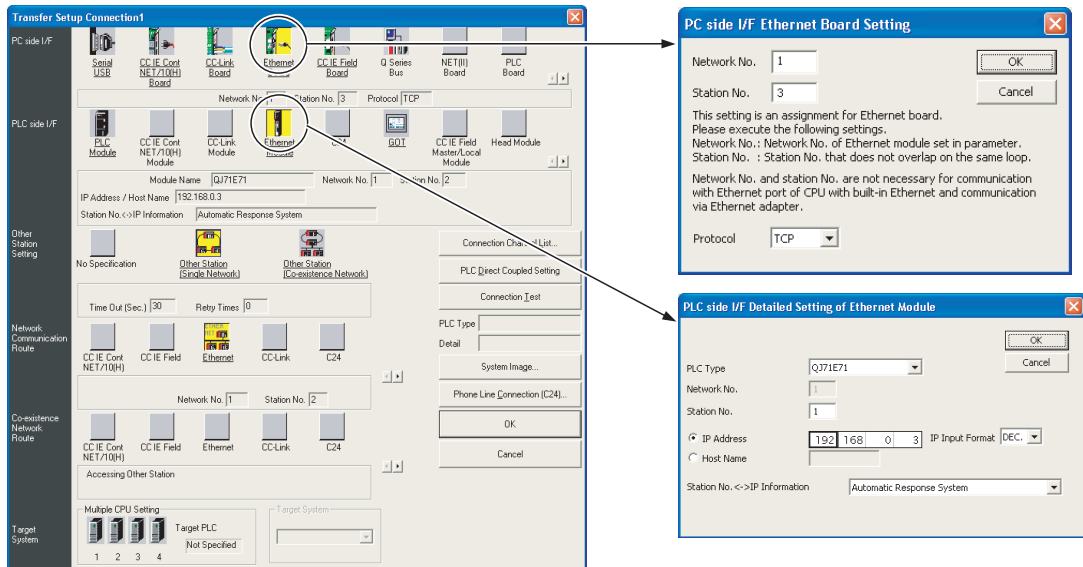 Transfer Setup Connection1
PC side I/F
Serial USB
CC IE Cont NET/10(H) Board
CC-Link Board
Ethernet
CC IE Field Board
Q Series Bus
NET(II) Board
PLC Board
Network No. 1 Station No. 3 Protocol TCP
PLC side I/F
PLC Module
CC IE Cont NET/10(H) Module
CC-Link Module
Ethernet Module
C24
GOT
CC IE Field Master/Local Module
Head Module
Module Name QJ71E71 Network No. 1 Station No. 2
IP Address / Host Name 192.168.0.3
Station No.<->IP Information Automatic Response System
Other Station Setting
No Specification
Other Station (Single Network)
Other Station (Co-existence Network)
Time Out (Sec.) 30 Retry Times 0
Network Communication Route
CC IE Cont NET/10(H)
CC IE Field
Ethernet
CC-Link
C24
Network No. 1 Station No. 2
Co-existence Network Route
CC IE Cont NET/10(H)
CC IE Field
Ethernet
CC-Link
C24
Accessing Other Station
Target System
Multiple CPU Setting
1 2 3 4
Target PLC
Not Specified
Target System
Connection Channel List...
PLC Direct Coupled Setting
Connection Test
PLC Type
Detail
System Image...
Phone Line Connection (C24)...
OK
Cancel
PC side I/F Ethernet Board Setting
Network No. 1
OK
Station No. 3
Cancel
This setting is an assignment for Ethernet board.
Please execute the following settings.
Network No.: Network No. of Ethernet module set in parameter.
Station No. : Station No. that does not overlap on the same loop.
Network No. and station No. are not necessary for communication
with Ethernet port of CPU with built-in Ethernet and communication
via Ethernet adapter.
Protocol TCP
PLC side I/F Detailed Setting of Ethernet Module
OK
Cancel
PLC Type QJ71E71
Network No. 1
Station No. 1
IP Address 192 168 0 3 IP Input Format DEC.
Host Name
Station No.<->IP Information Automatic Response System